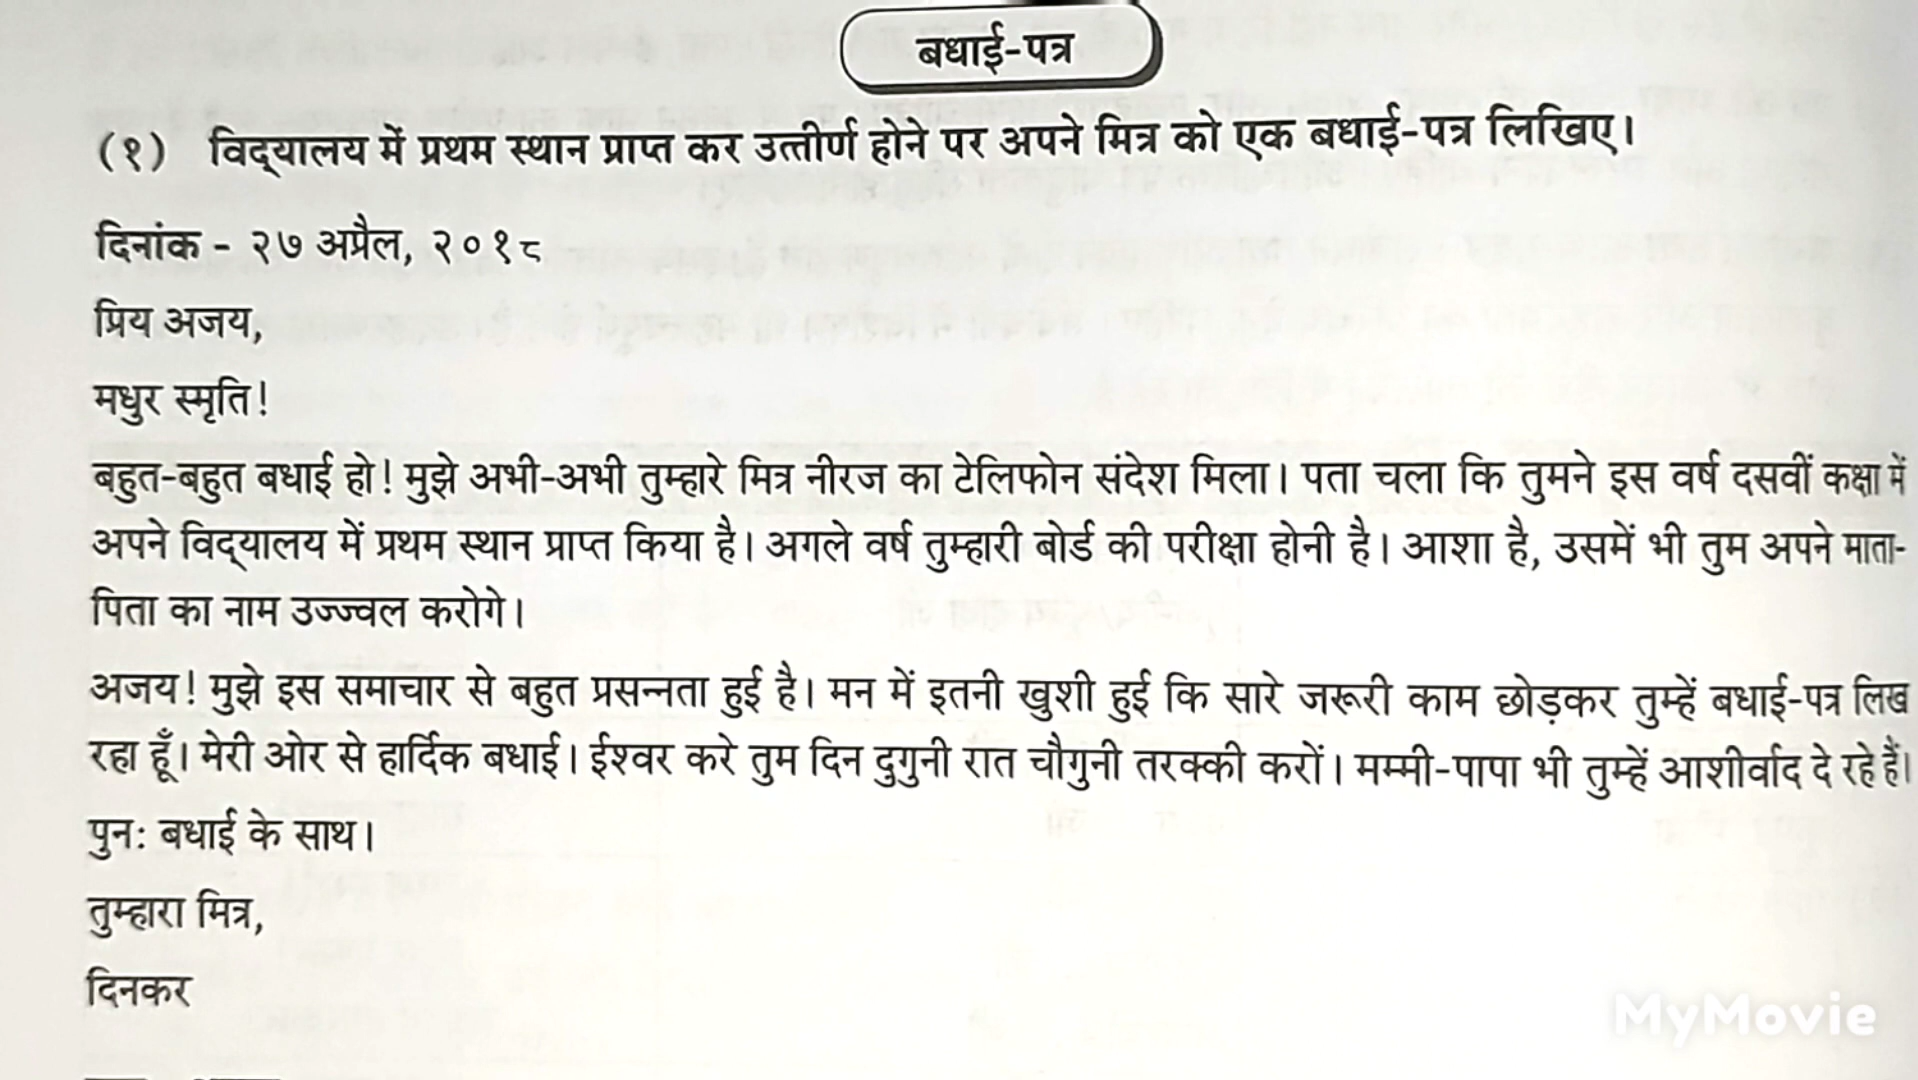 बधाई-पत्र
(१) विद्‌यालय में प्रथम स्थान प्राप्त कर उत्तीर्ण होने पर अपने मित्र को एक बधाई-पत्र लिखिए।
दिनांक - २७ अप्रैल, २०१८
प्रिय अजय,
मधुर स्मृति!
बहुत-बहुत बधाई हो! मुझे अभी-अभी तुम्हारे मित्र नीरज का टेलिफोन संदेश मिला। पता चला कि तुमने इस वर्ष दसवीं कक्षा में
अपने विद्‌यालय में प्रथम स्थान प्राप्त किया है। अगले वर्ष तुम्हारी बोर्ड की परीक्षा होनी है। आशा है, उसमें भी तुम अपने माता-
पिता का नाम उज्ज्वल करोगे।
अजय! मुझे इस समाचार से बहुत प्रसन्नता हुई है। मन में इतनी खुशी हुई कि सारे जरूरी काम छोड़कर तुम्हें बधाई-पत्र लिख
रहा हूँ। मेरी ओर से हार्दिक बधाई। ईश्वर करे तुम दिन दुगुनी रात चौगुनी तरक्की करों। मम्मी-पापा भी तुम्हें आशीर्वाद दे रहे हैं।
पुनः बधाई के साथ।
तुम्हारा मित्र,
दिनकर
MyMovie